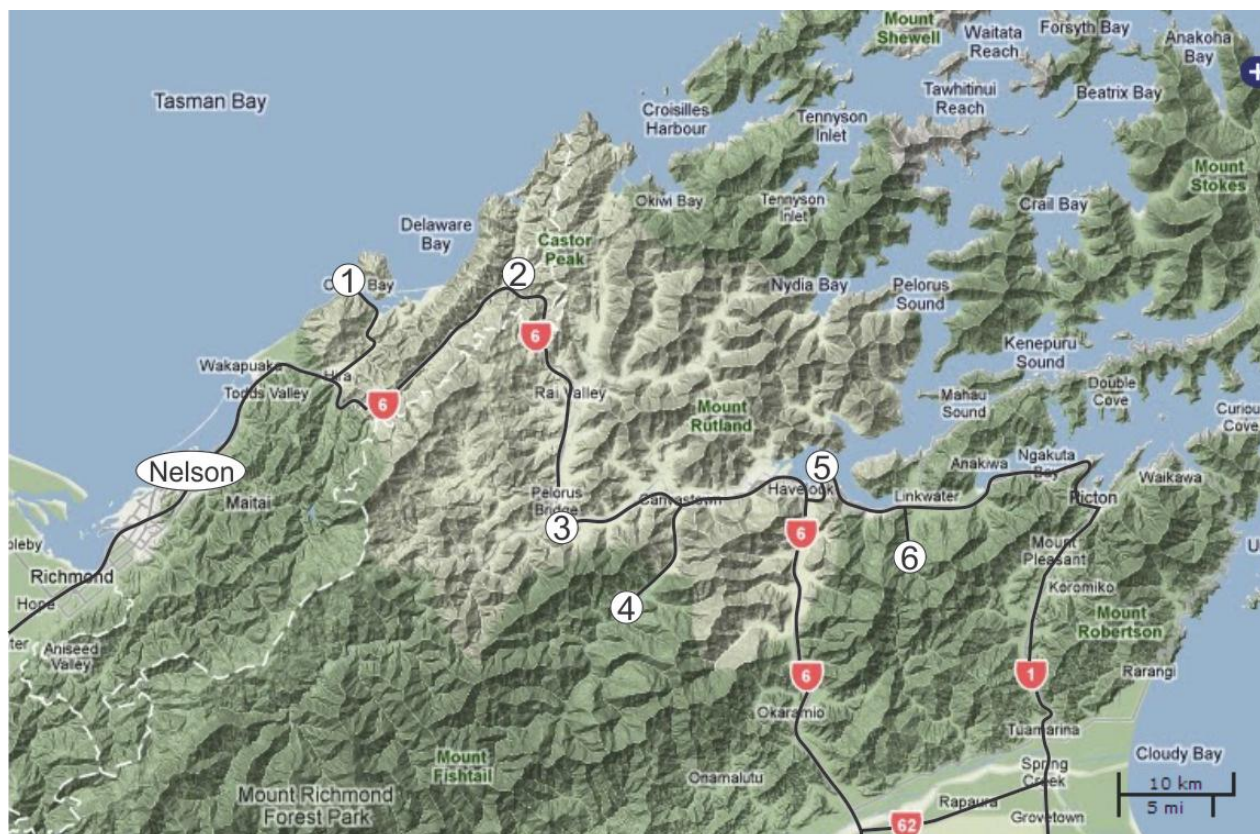 Mount
Shewell
Waitata
Reach
Forsyth Bay
Anakoha
Bay
+
Tasman Bay
Croisilles
Harbour
Tennyson
Inlet
Tawhitinui
Reach
Beatrix Bay
Mount
Stokes
Okiwi Bay
Tennyson
Inlet
Crail Bay
Delaware
Bay
Castor
Peak
1
Bay
2
Nydia Bay
Pelorus
Sound
6
Kenepuru
Sound
Wakapuaka
Hira
Todds Valley
6
Rai Valley
Mount
Rutland
Mahau
Sound
Double
Cove
Nelson
Maitai
Pelorus
Bridge
3
Canvastown
5
Havelock
Linkwater
Anakiwa
Ngakuta
Bay
Waikawa
Picton
6
6
Mount
Pleasant
Richmond
Hope
4
Koromiko
Mount
Robertson
Aniseed
Valley
Rarangi
6
1
Okaramio
Tuamarina
Mount
Fishtail
Onamalutu
Cloudy Bay
Spring
Creek
Mount Richmond
Forest Park
Rapaura
10 km
5 mi
62
Grovetown